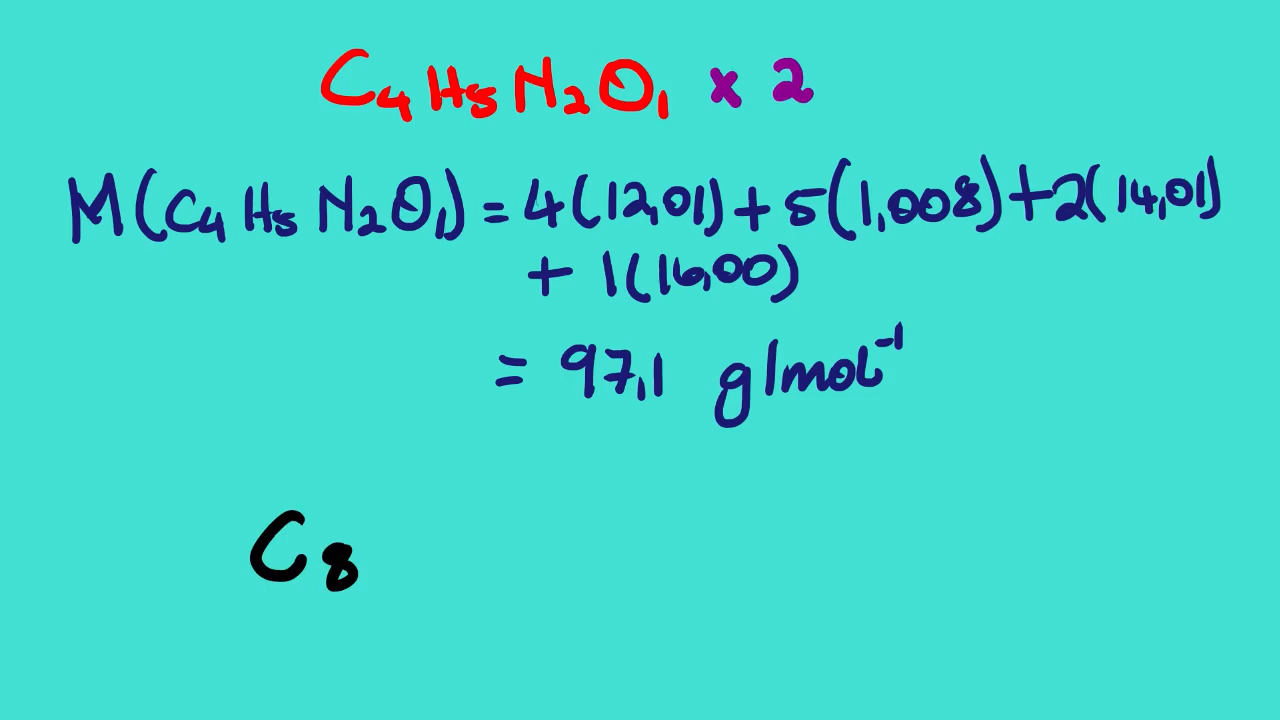 C₄H₅N₂O₁ x 2
M(C₄H₅N₂O₁) = 4(12,01) + 5(1,008) + 2(14,01)
+ 1(16,00)
= 97,1 g/mol⁻¹
C₈